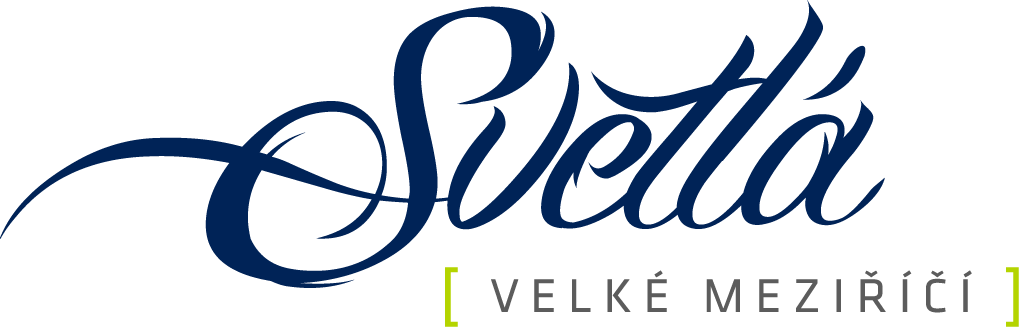 Světlá
[ VELKÉ MEZIŘÍČÍ ]